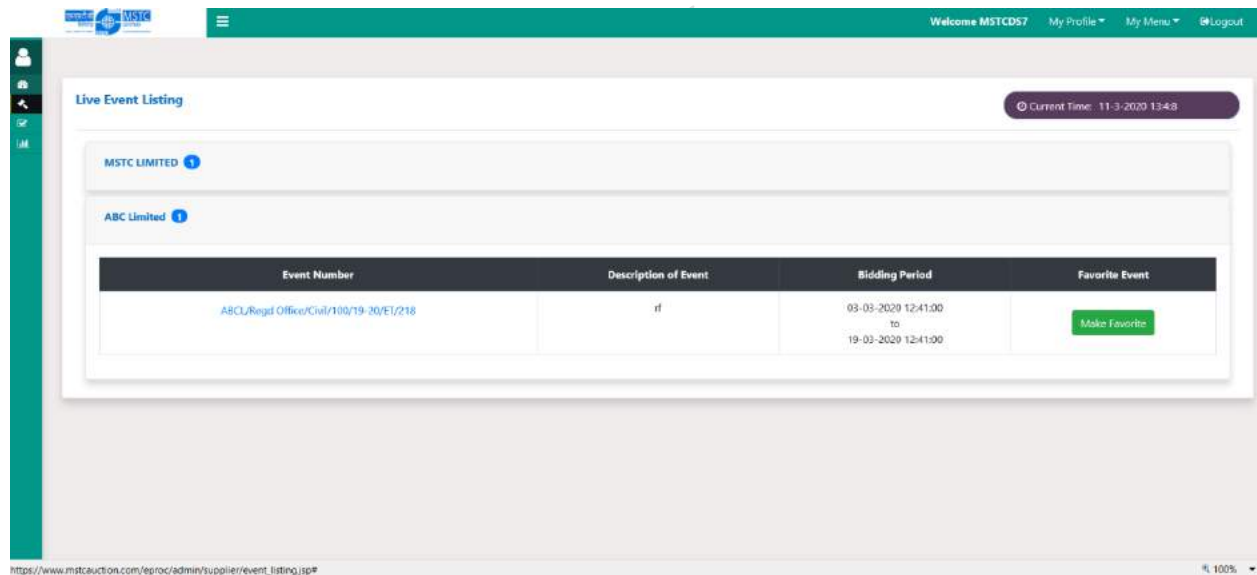 MSTC
Welcome MSTCDS7
My Profile
My Menu
Logout
Live Event Listing
Current Time: 11-3-2020 13:4:8
MSTC LIMITED 1
ABC Limited 1
Event Number Description of Event Bidding Period Favorite Event
ABCL/Regd Office/Civil/100/19-20/ET/218
rf
03-03-2020 12:41:00
to
19-03-2020 12:41:00
Make Favorite
https://www.mstcauction.com/eproc/admin/supplier/event_listing.jsp#
100%